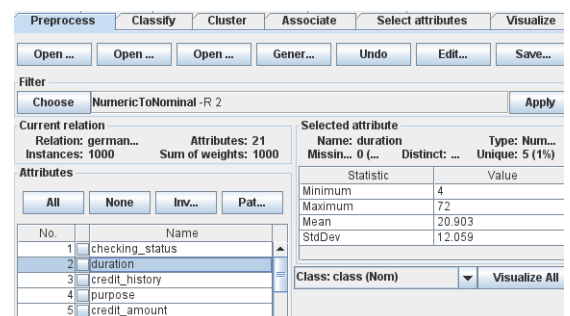 Preprocess Classify Cluster Associate Select attributes Visualize
Open ... Open ... Open ... Gener... Undo Edit... Save...
Filter
Choose NumericToNominal -R 2 Apply
Current relation
Relation: german... Attributes: 21
Instances: 1000 Sum of weights: 1000
Attributes
All None Inv... Pat...
No. Name
1 checking_status
2 duration
3 credit_history
4 purpose
5 credit_amount
Selected attribute
Name: duration Type: Num...
Missin... 0 (... Distinct: ... Unique: 5 (1%)
Statistic Value
Minimum 4
Maximum 72
Mean 20.903
StdDev 12.059
Class: class (Nom) Visualize All